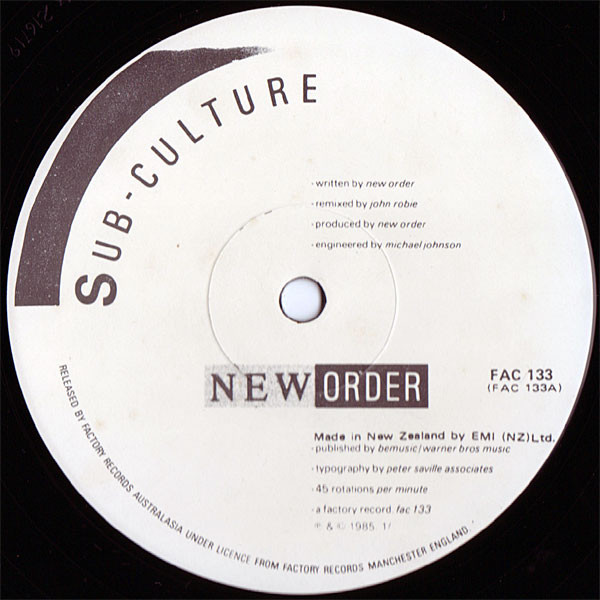 SUB-CULTURE
- written by new order
- remixed by john robie
- produced by new order
- engineered by michael johnson
NEW ORDER
FAC 133
(FAC 133A)
Made in New Zealand by EMI (NZ) Ltd.
- published by bemusic/warner bros music
- typography by peter saville associates
- 45 rotations per minute
- a factory record. fac 133
℗ & © 1985. 1/
RELEASED BY FACTORY RECORDS AUSTRALASIA UNDER LICENCE FROM FACTORY RECORDS MANCHESTER ENGLAND.